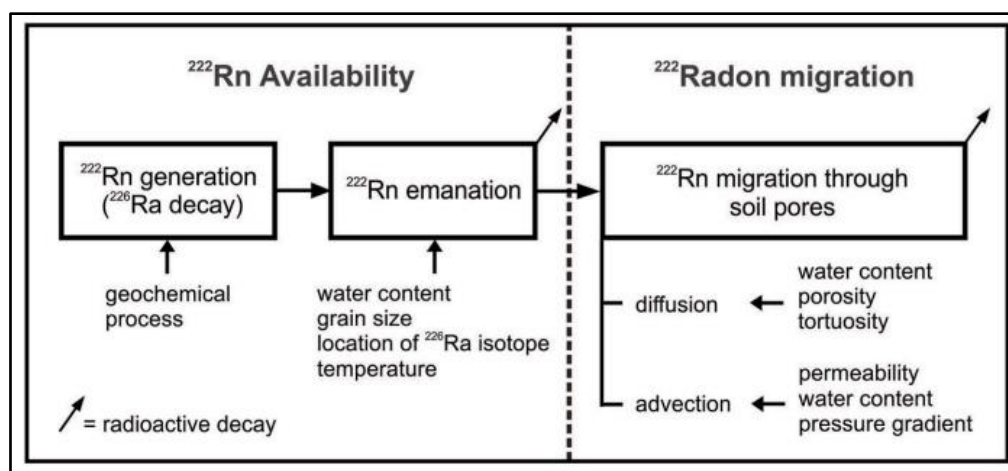 ²²²Rn Availability
²²²Rn generation
(²²⁶Ra decay)
²²²Rn emanation
geochemical
process
water content
grain size
location of ²²⁶Ra isotope
temperature
= radioactive decay
²²²Radon migration
²²²Rn migration through
soil pores
diffusion
water content
porosity
tortuosity
advection
permeability
water content
pressure gradient